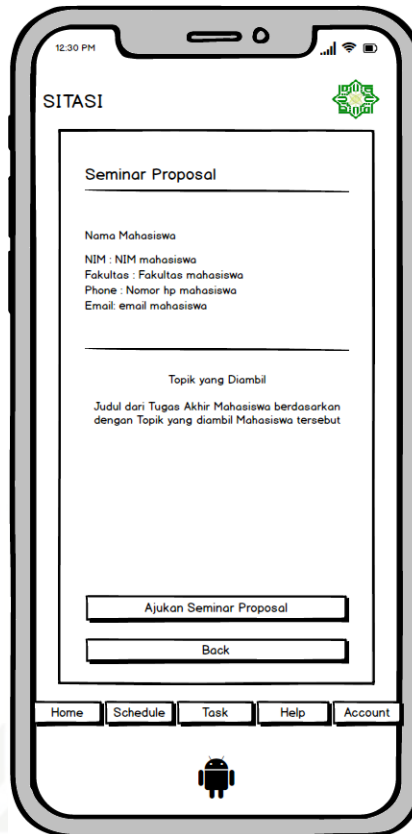 12:30 PM
SITASI
Seminar Proposal
Nama Mahasiswa
NIM : NIM mahasiswa
Fakultas : Fakultas mahasiswa
Phone : Nomor hp mahasiswa
Email: email mahasiswa
Topik yang Diambil
Judul dari Tugas Akhir Mahasiswa berdasarkan
dengan Topik yang diambil Mahasiswa tersebut
Ajukan Seminar Proposal
Back
Home Schedule Task Help Account